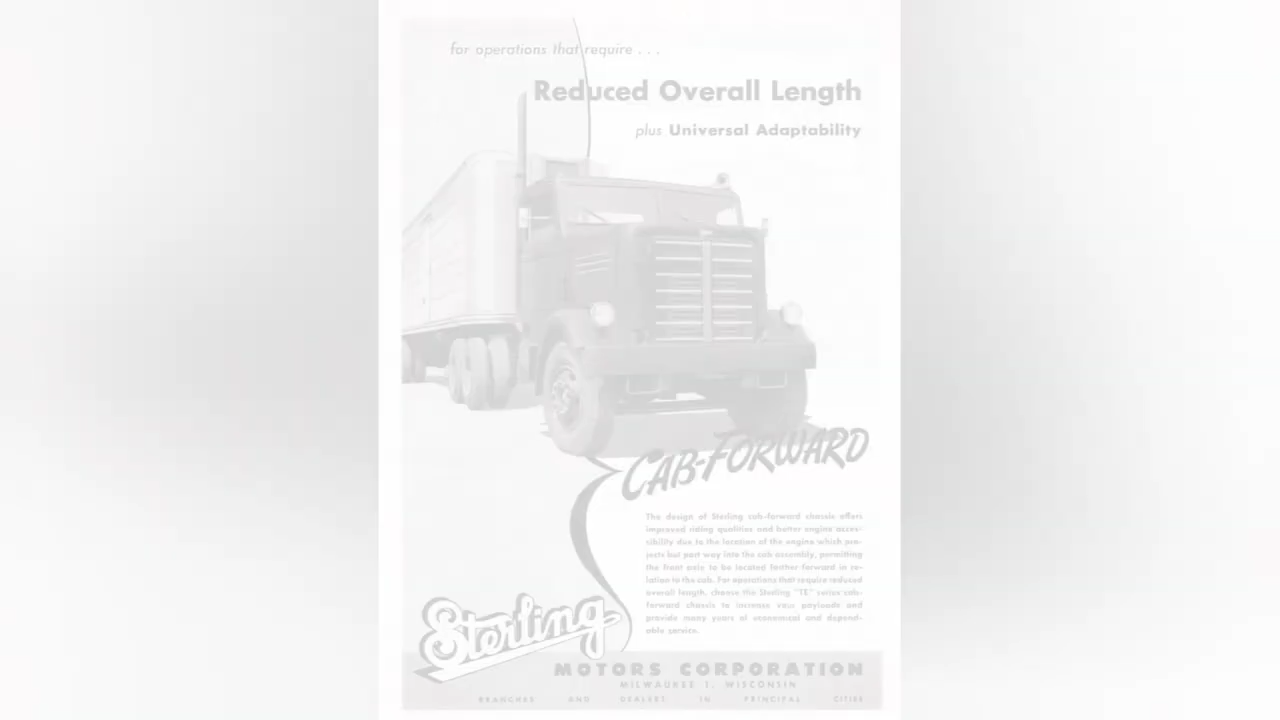 for operations that require . . .
Reduced Overall Length
plus Universal Adaptability
CAB-FORWARD
The design of Sterling cab-forward chassis offers
improved riding qualities and better engine acces-
sibility due to the location of the engine which pro-
jects but part way into the cab assembly, permitting
the front axle to be located farther forward in re-
lation to the cab. For operations that require reduced
overall length, choose the Sterling "TE" series cab-
forward chassis to increase your payloads and
provide many years of economical and depend-
able service.
Sterling
MOTORS CORPORATION
MILWAUKEE 1, WISCONSIN
BRANCHES AND DEALERS IN PRINCIPAL CITIES